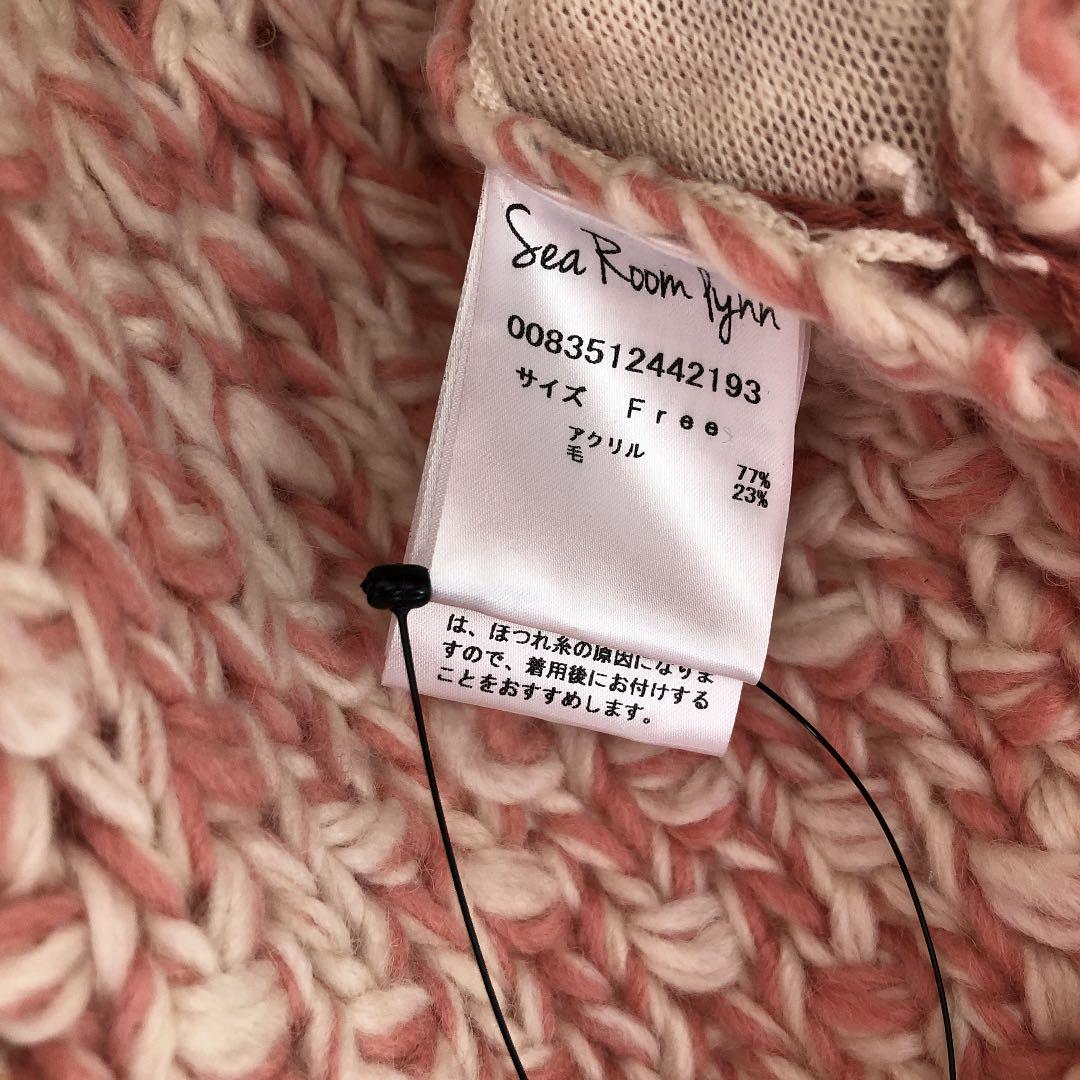 Sea Room lynn
0083512442193
サイズ Free
アクリル 77%
毛 23%
は、ほつれ糸の原因になりま
すので、着用後にお付けする
ことをおすすめします。